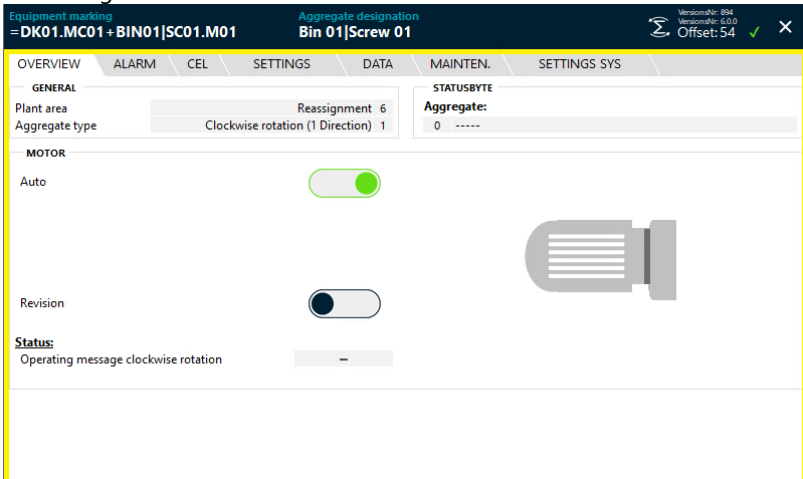 Equipment marking
=DK01.MC01+BIN01|SC01.M01
Aggregate designation
Bin 01|Screw 01
VersionsNr: 894
VersionsNr: 6.0.0
Offset: 54
OVERVIEW ALARM CEL SETTINGS DATA MAINTEN. SETTINGS SYS
GENERAL
Plant area Reassignment 6
Aggregate type Clockwise rotation (1 Direction) 1
STATUSBYTE
Aggregate:
0 -----
MOTOR
Auto
Revision
Status:
Operating message clockwise rotation –